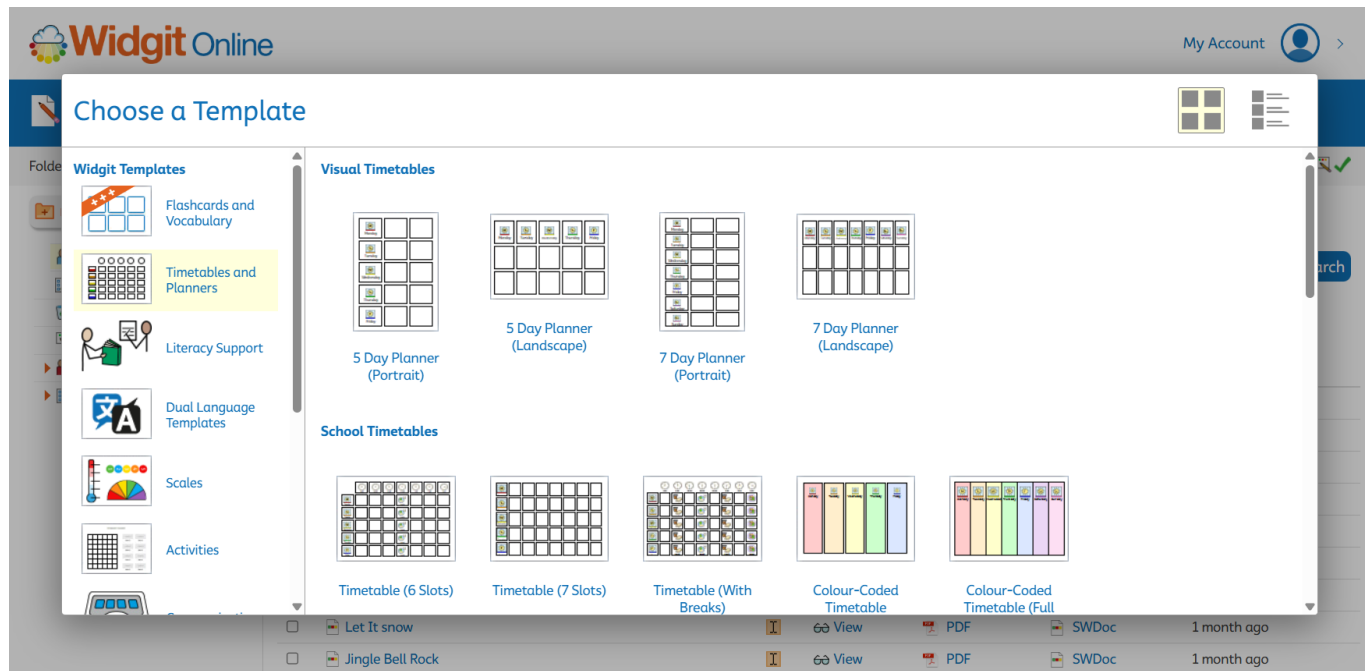 Widgit Online
My Account
Choose a Template
Folde
Widgit Templates
Flashcards and
Vocabulary
Timetables and
Planners
Literacy Support
Dual Language
Templates
Scales
Activities
arch
Visual Timetables
5 Day Planner
(Portrait)
5 Day Planner
(Landscape)
7 Day Planner
(Portrait)
7 Day Planner
(Landscape)
School Timetables
Timetable (6 Slots)
Timetable (7 Slots)
Timetable (With
Breaks)
Colour-Coded
Timetable
Colour-Coded
Timetable (Full
Let It snow View PDF SWDoc 1 month ago
Jingle Bell Rock View PDF SWDoc 1 month ago